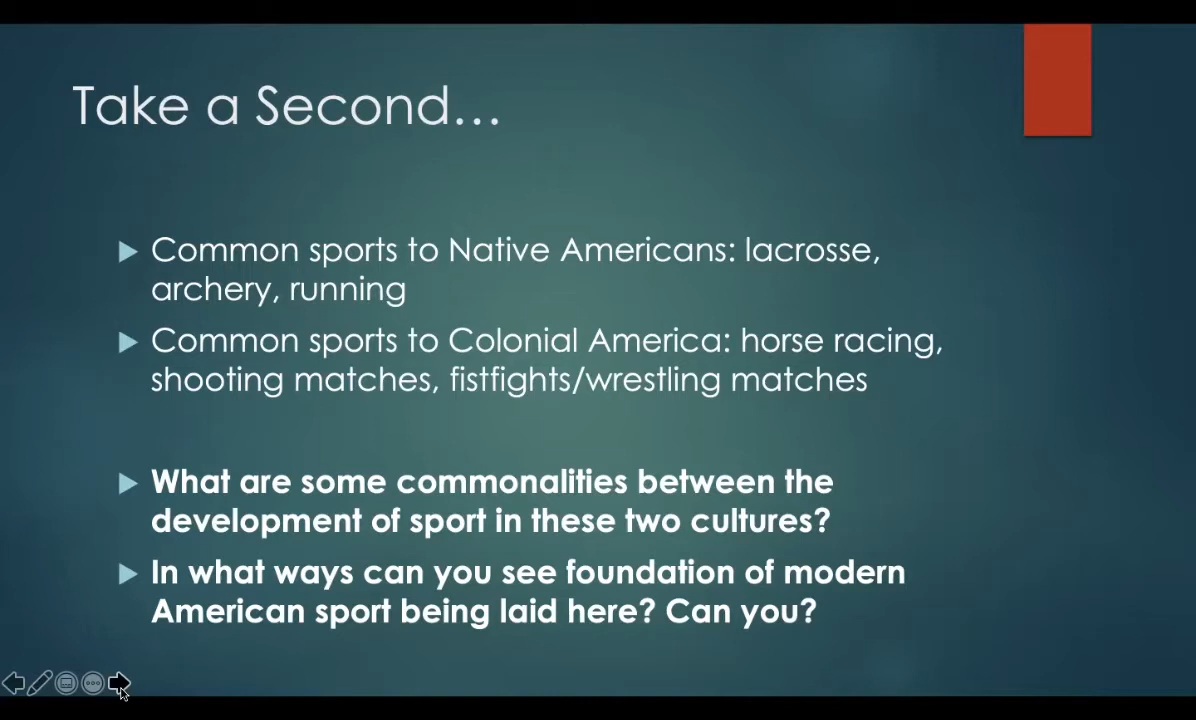 Take a Second…
Common sports to Native Americans: lacrosse,
archery, running
Common sports to Colonial America: horse racing,
shooting matches, fistfights/wrestling matches
What are some commonalities between the
development of sport in these two cultures?
In what ways can you see foundation of modern
American sport being laid here? Can you?